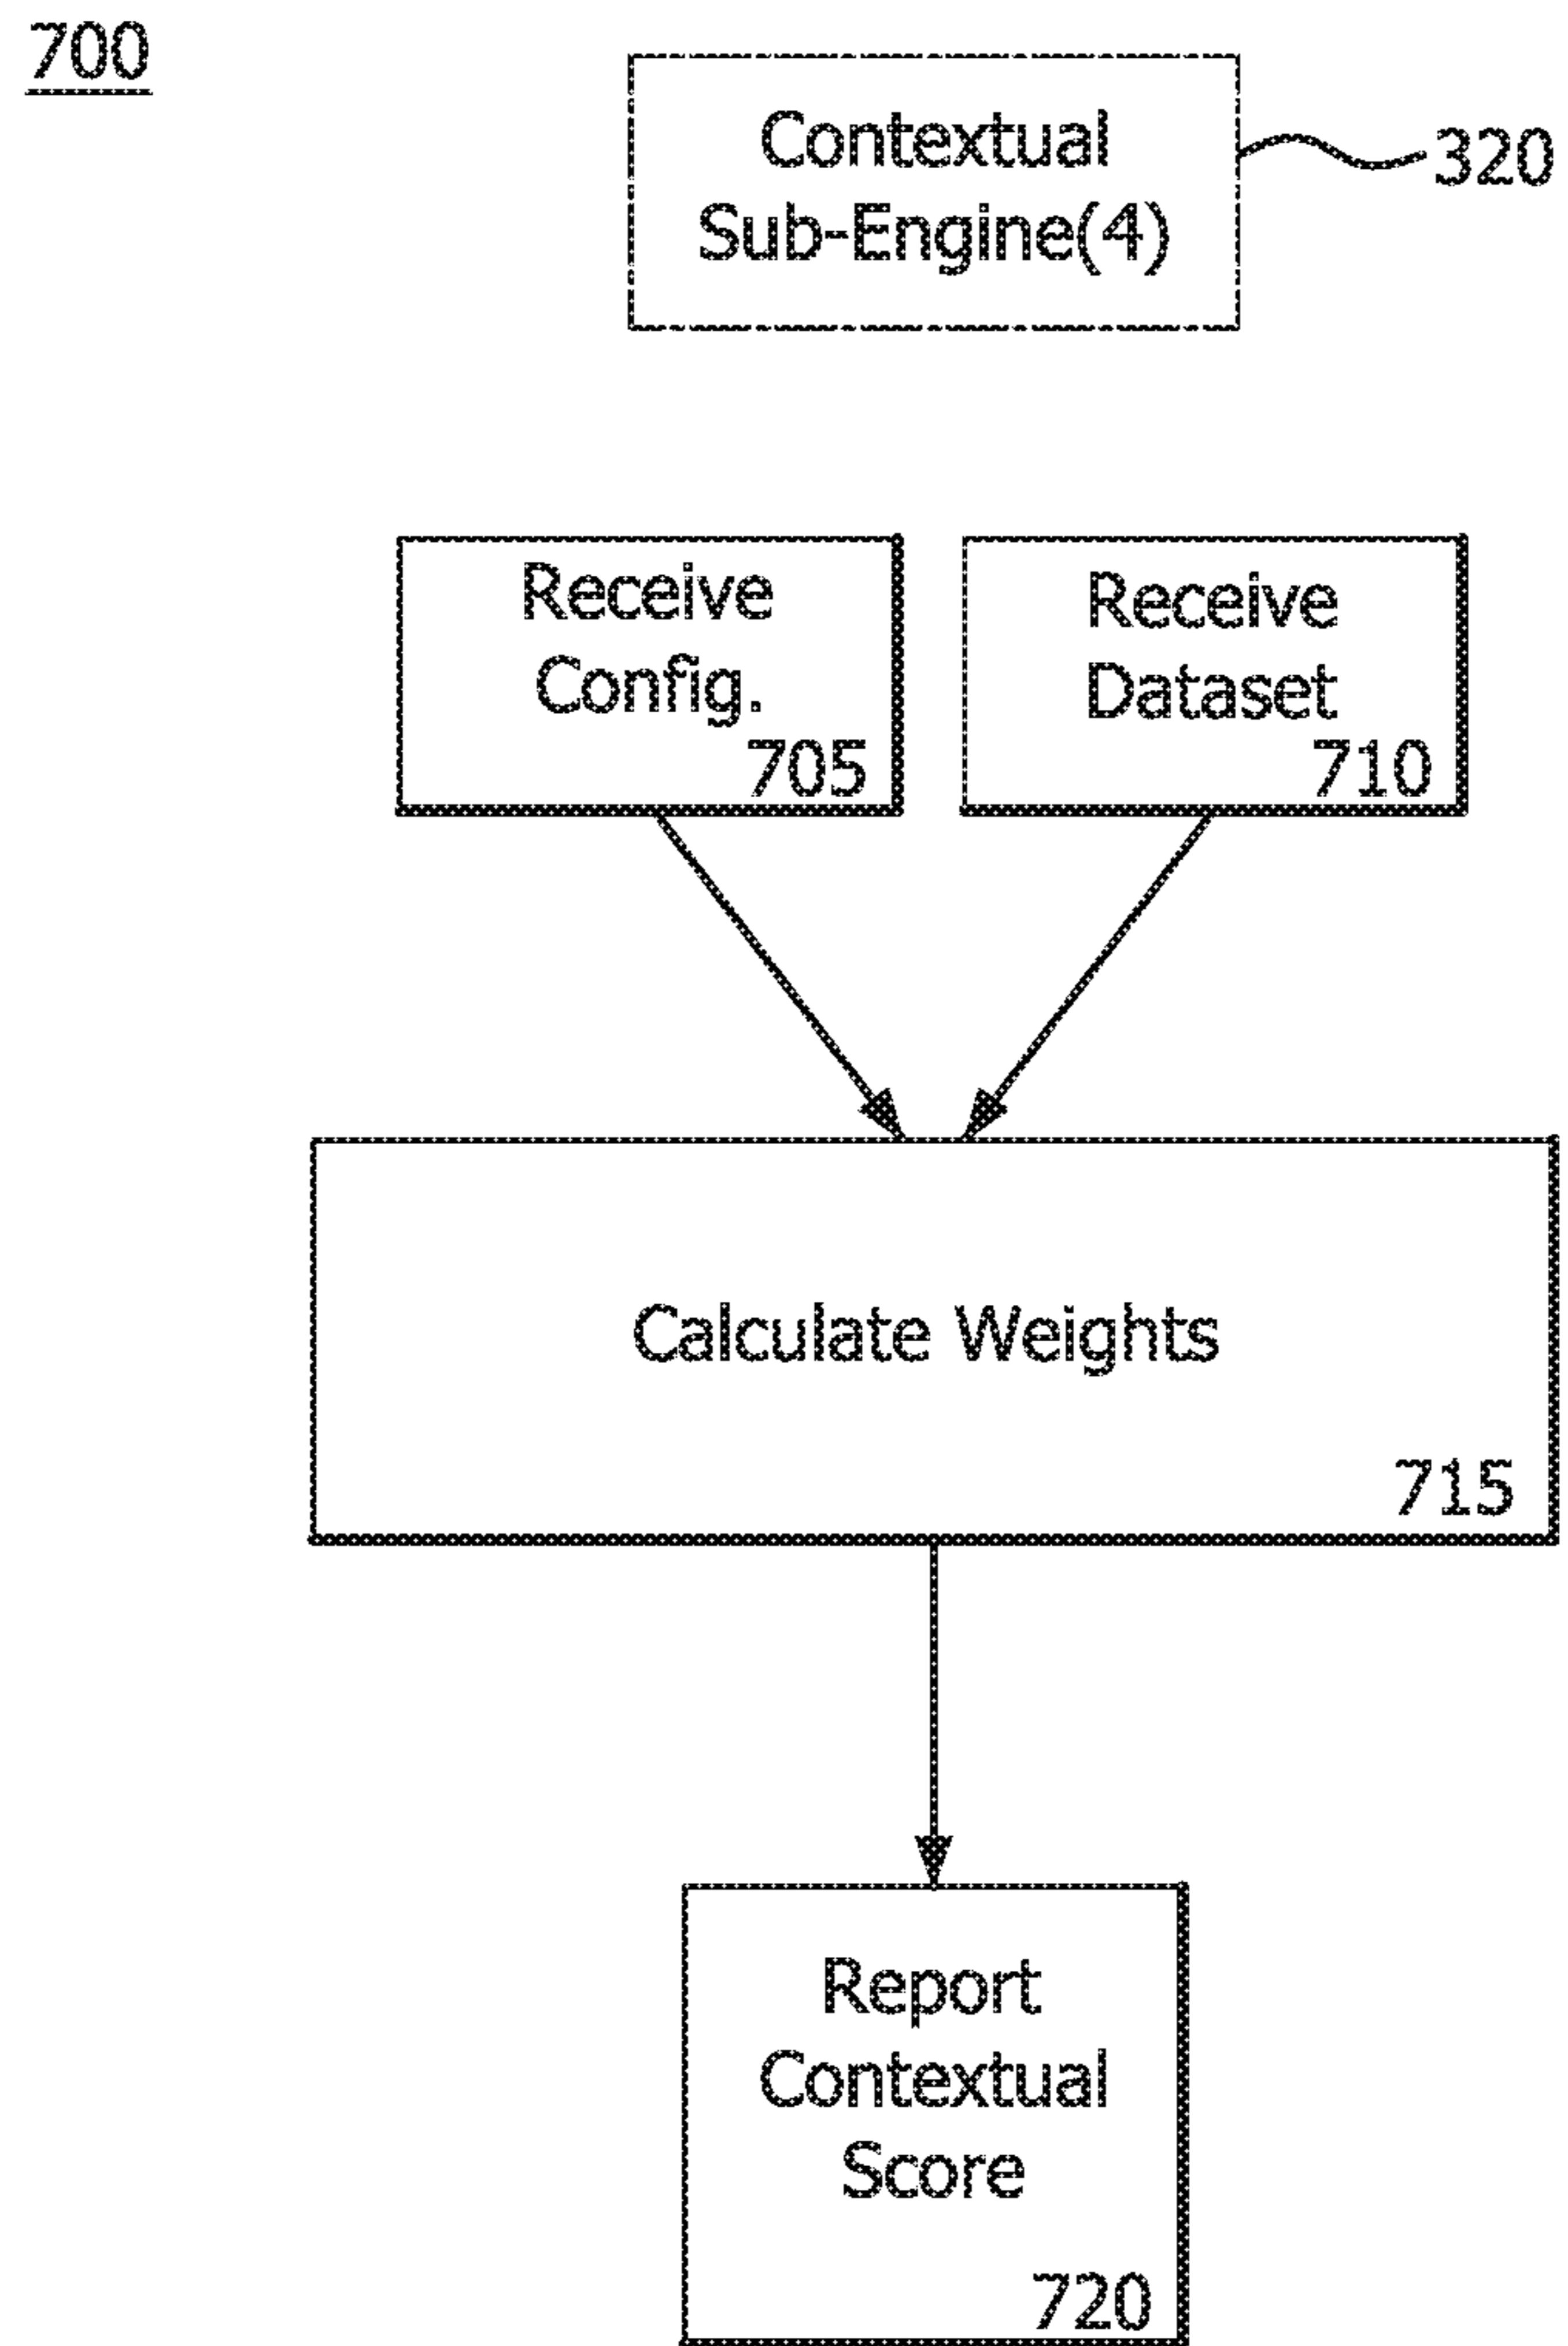 700
Contextual
Sub-Engine(4)
320
Receive
Config.
705
Receive
Dataset
710
Calculate Weights
715
Report
Contextual
Score
720